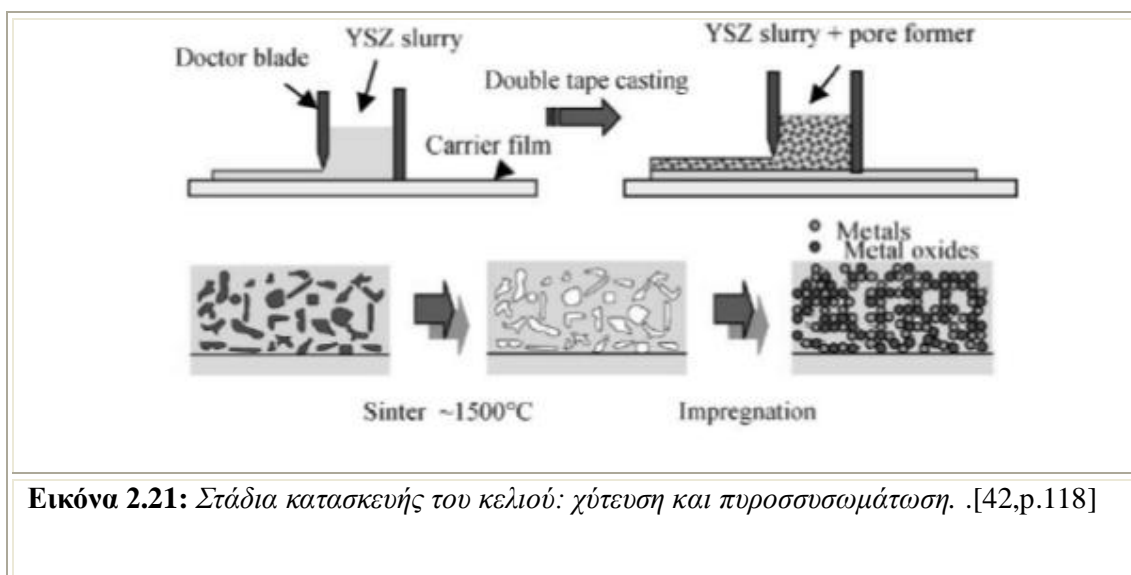 YSZ slurry
Doctor blade
Carrier film
Double tape casting
YSZ slurry + pore former
Metals
Metal oxides
Sinter ~1500°C
Impregnation
Εικόνα 2.21: Στάδια κατασκευής του κελιού: χύτευση και πυροσσυσωμάτωση. .[42,p.118]